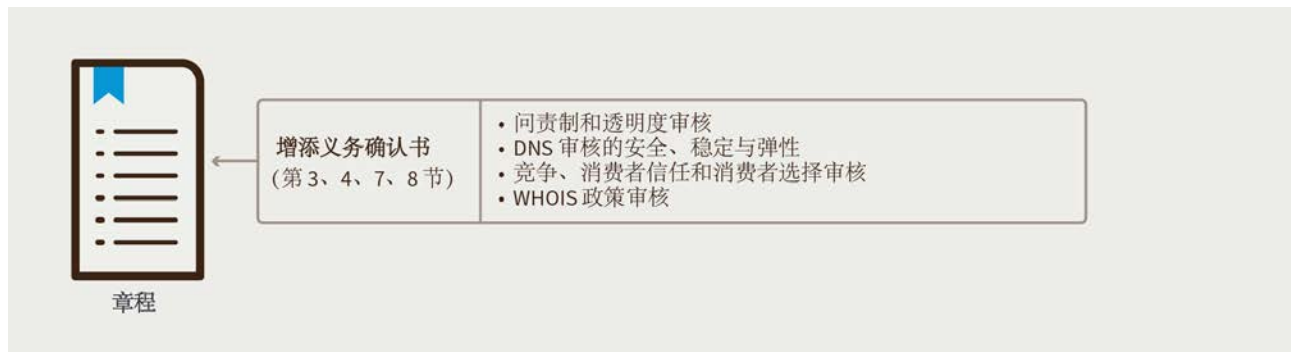 增添义务确认书
(第 3、4、7、8 节)
• 问责制和透明度审核
• DNS 审核的安全、稳定与弹性
• 竞争、消费者信任和消费者选择审核
• WHOIS 政策审核
章程